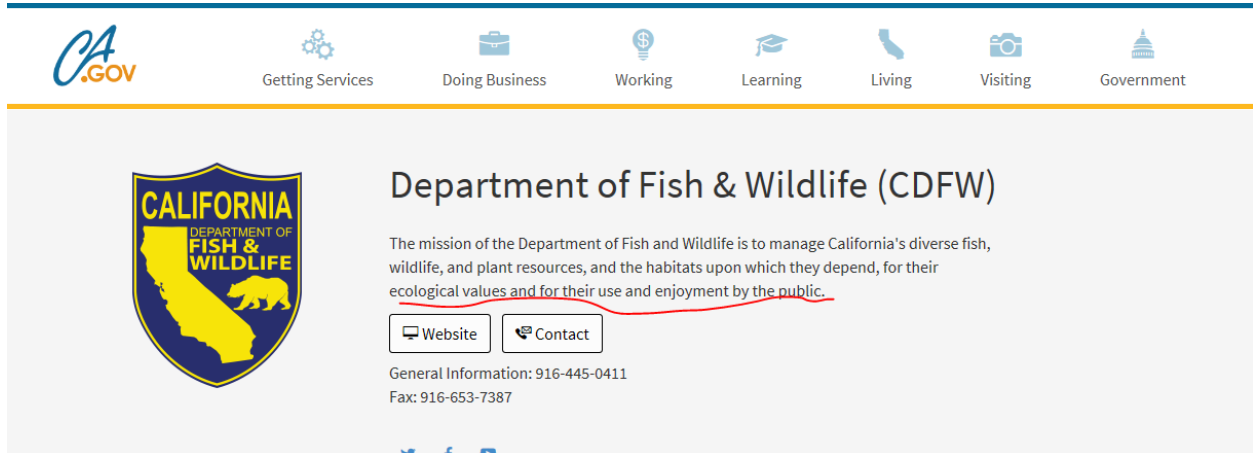 CA
.GOV
Getting Services
Doing Business
Working
Learning
Living
Visiting
Government
CALIFORNIA
DEPARTMENT OF
FISH &
WILDLIFE
Department of Fish & Wildlife (CDFW)
The mission of the Department of Fish and Wildlife is to manage California's diverse fish,
wildlife, and plant resources, and the habitats upon which they depend, for their
ecological values and for their use and enjoyment by the public.
Website
Contact
General Information: 916-445-0411
Fax: 916-653-7387